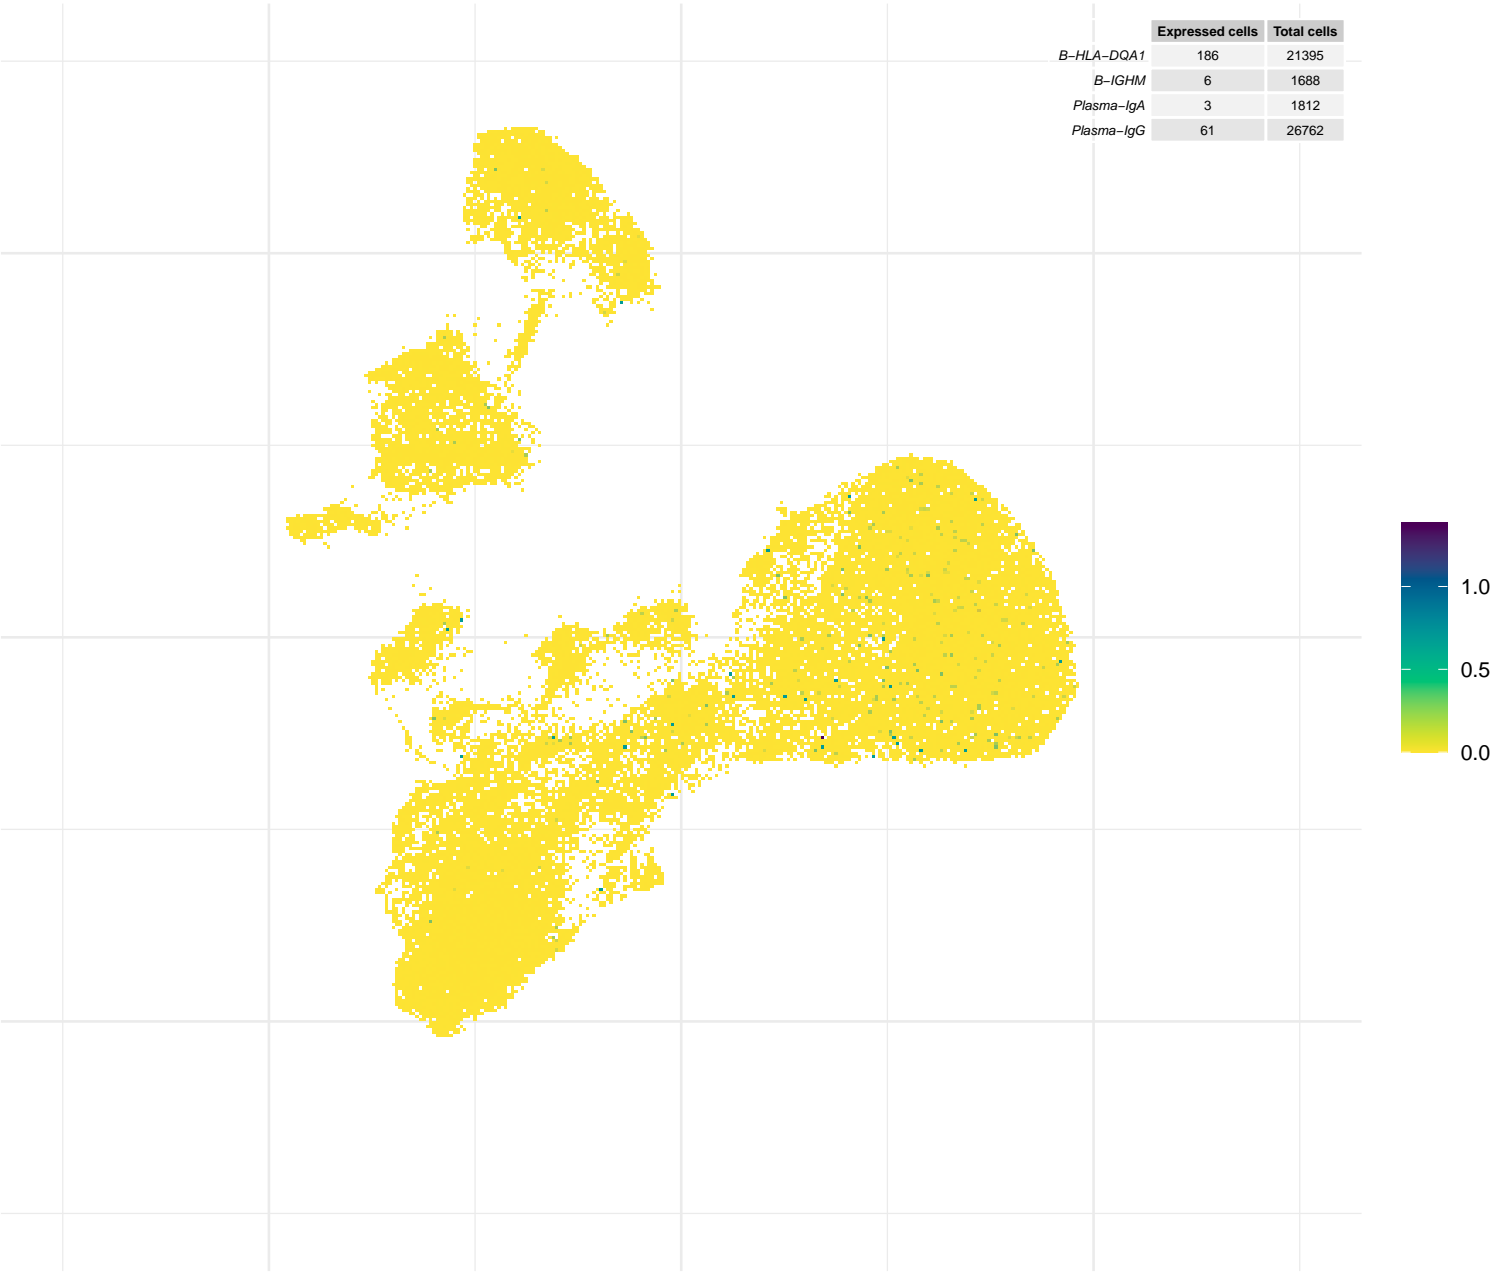 Expressed cells Total cells
B−HLA−DQA1 186 21395
B−IGHM 6 1688
Plasma−IgA 3 1812
Plasma−IgG 61 26762
1.0
0.5
0.0